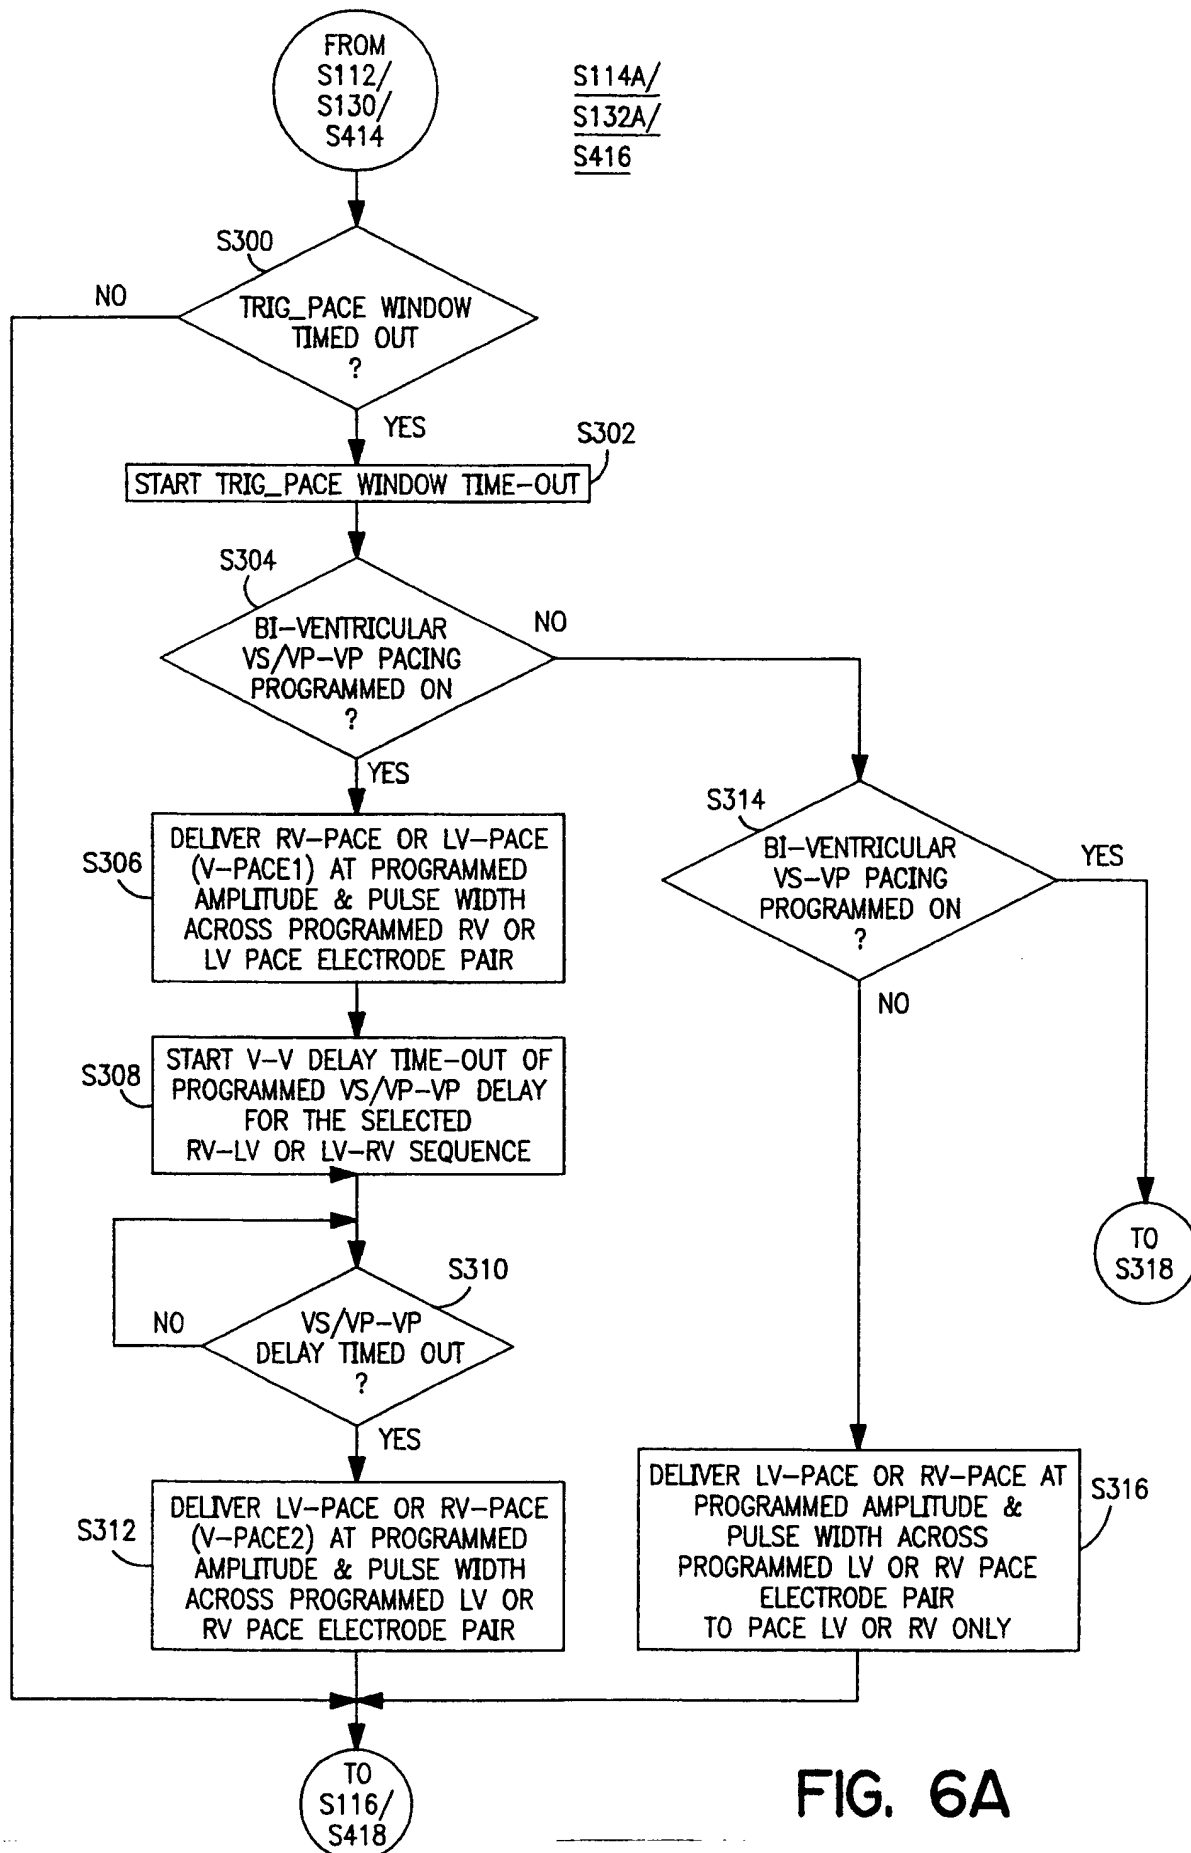 FROM
S112/
S130/
S414
S114A/
S132A/
S416
S300
NO
TRIG_PACE WINDOW
TIMED OUT
?
YES
S302
START TRIG_PACE WINDOW TIME-OUT
S304
NO
BI-VENTRICULAR
VS/VP-VP PACING
PROGRAMMED ON
?
YES
S306
DELIVER RV-PACE OR LV-PACE
(V-PACE1) AT PROGRAMMED
AMPLITUDE & PULSE WIDTH
ACROSS PROGRAMMED RV OR
LV PACE ELECTRODE PAIR
S314
BI-VENTRICULAR
VS-VP PACING
PROGRAMMED ON
?
YES
NO
S308
START V-V DELAY TIME-OUT OF
PROGRAMMED VS/VP-VP DELAY
FOR THE SELECTED
RV-LV OR LV-RV SEQUENCE
TO
S318
S310
NO
VS/VP-VP
DELAY TIMED OUT
?
YES
S312
DELIVER LV-PACE OR RV-PACE
(V-PACE2) AT PROGRAMMED
AMPLITUDE & PULSE WIDTH
ACROSS PROGRAMMED LV OR
RV PACE ELECTRODE PAIR
DELIVER LV-PACE OR RV-PACE AT
PROGRAMMED AMPLITUDE &
PULSE WIDTH ACROSS
PROGRAMMED LV OR RV PACE
ELECTRODE PAIR
TO PACE LV OR RV ONLY
S316
TO
S116/
S418
FIG. 6A